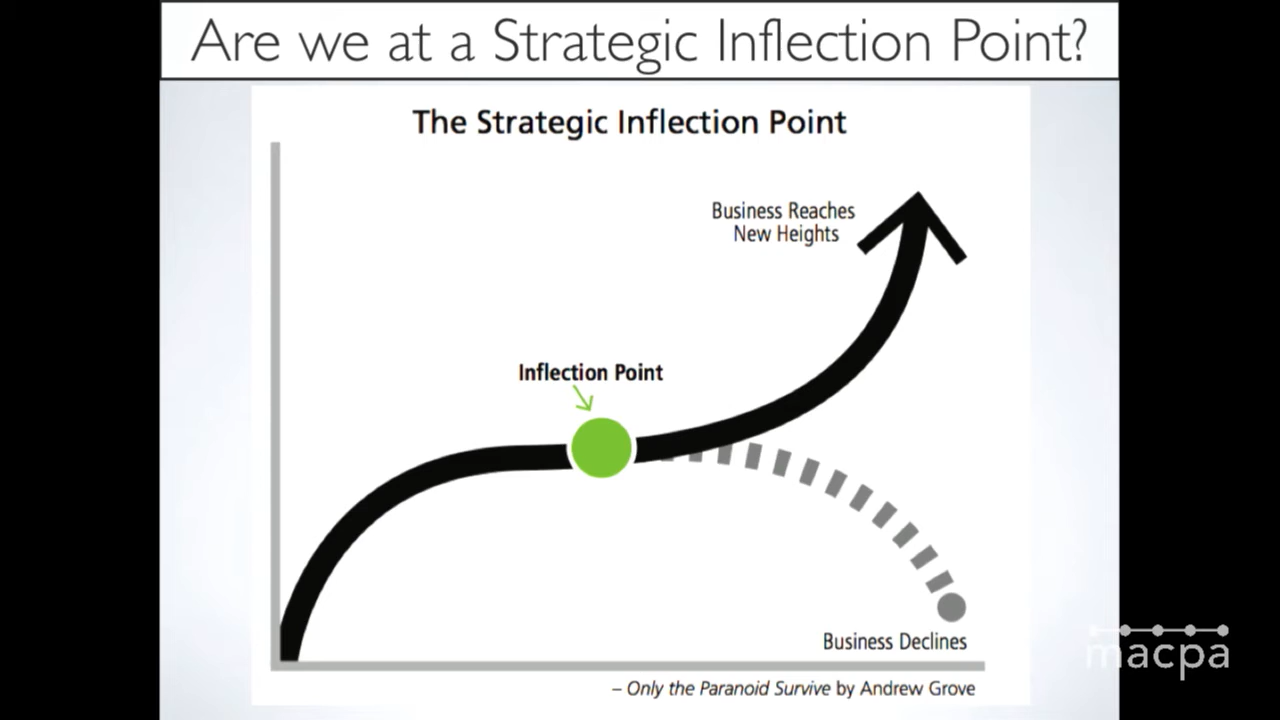 Are we at a Strategic Inflection Point?
The Strategic Inflection Point
Business Reaches
New Heights
Inflection Point
Business Declines
– Only the Paranoid Survive by Andrew Grove
macpa